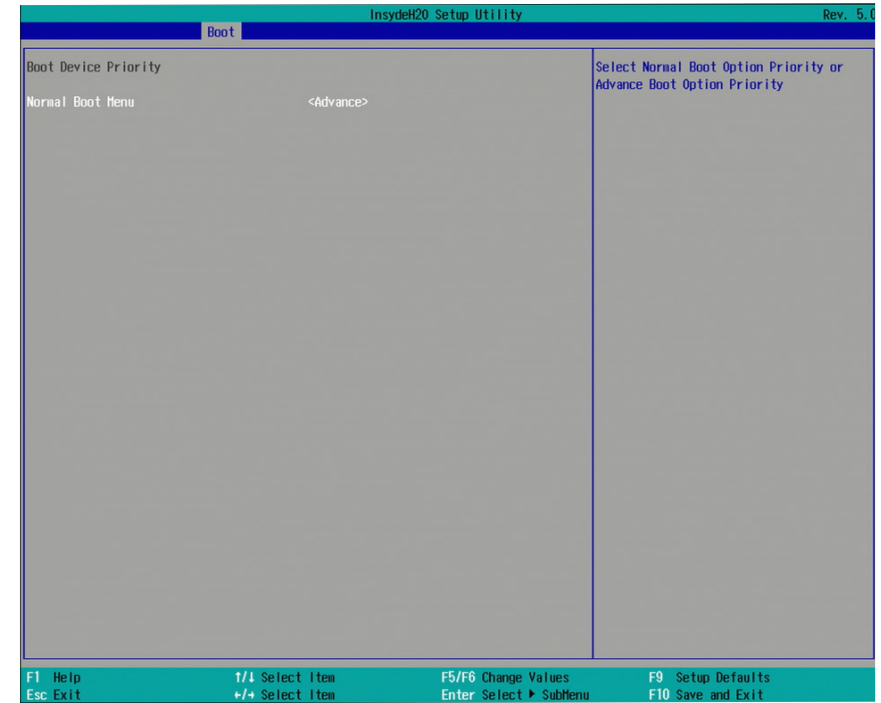 InsydeH20 Setup Utility Rev. 5.0
Boot
Boot Device Priority
Normal Boot Menu <Advance>
Select Normal Boot Option Priority or
Advance Boot Option Priority
F1 Help ↑/↓ Select Item F5/F6 Change Values F9 Setup Defaults
Esc Exit ←/→ Select Item Enter Select ▶ SubMenu F10 Save and Exit